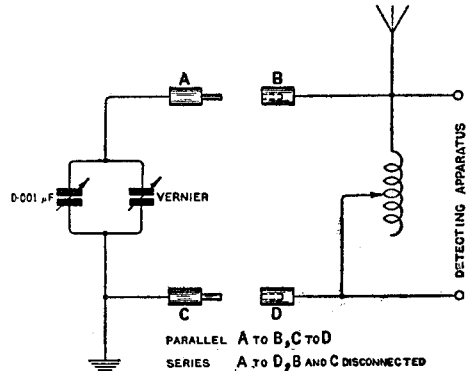 A
B
0·001 μF
VERNIER
DETECTING APPARATUS
C
D
PARALLEL A TO B, C TO D
SERIES A TO D, B AND C DISCONNECTED